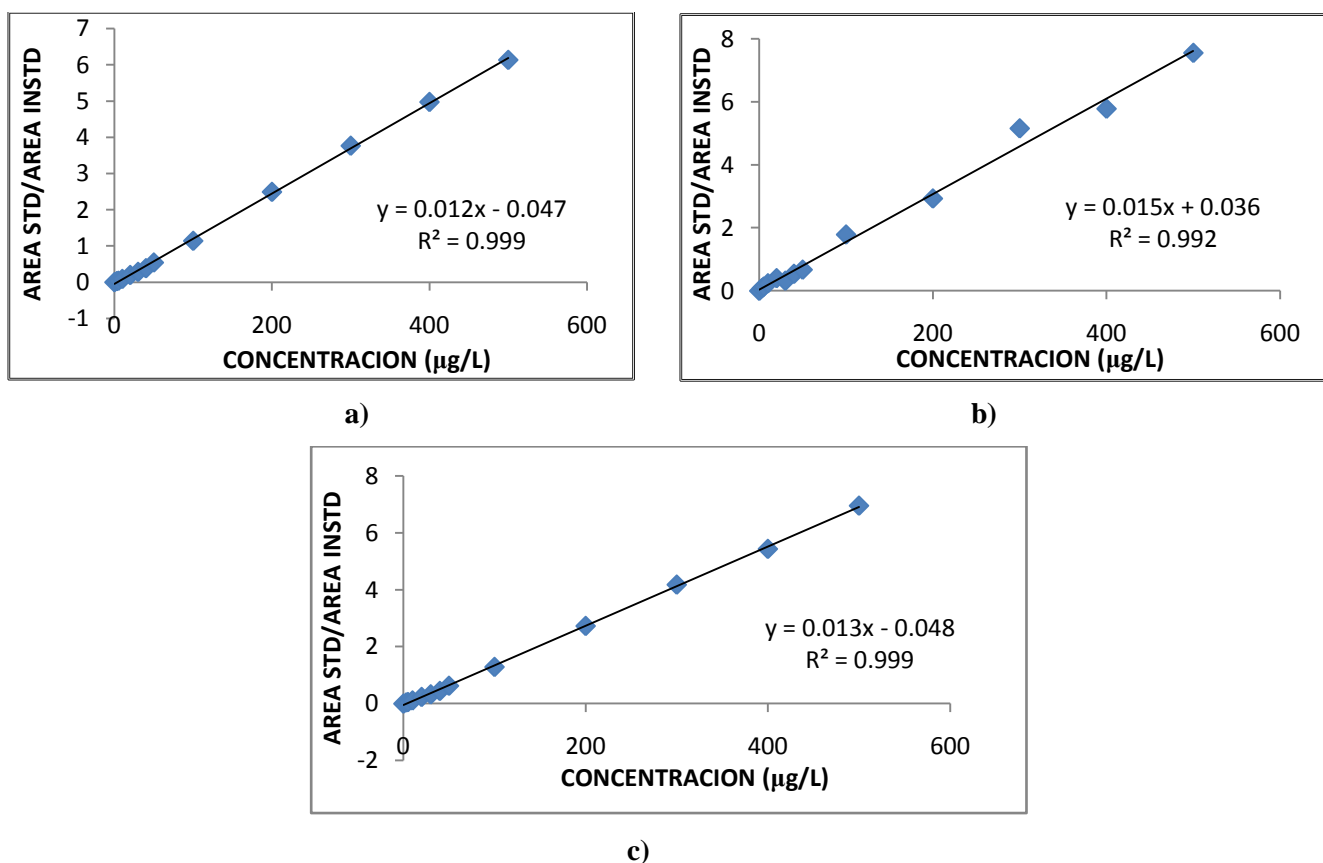 AREA STD/AREA INSTD
7
6
5
4
3
2
1
0
-1
y = 0.012x - 0.047
R² = 0.999
0 200 400 600
CONCENTRACION (µg/L)
a)
AREA STD/AREA INSTD
8
6
4
2
0
y = 0.015x + 0.036
R² = 0.992
0 200 400 600
CONCENTRACION (µg/L)
b)
AREA STD/AREA INSTD
8
6
4
2
0
-2
y = 0.013x - 0.048
R² = 0.999
0 200 400 600
CONCENTRACION (µg/L)
c)